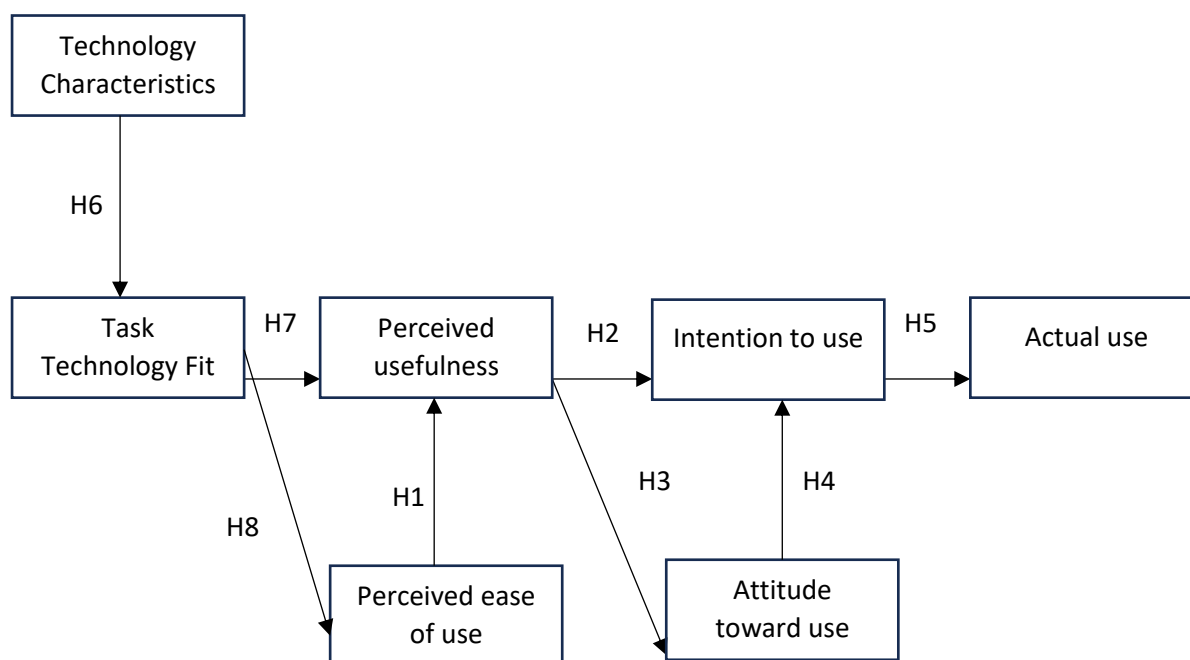 Technology
Characteristics
H6
Task
Technology Fit
H7
Perceived
usefulness
H2
Intention to use
H5
Actual use
H8
H1
H3
H4
Perceived ease
of use
Attitude
toward use